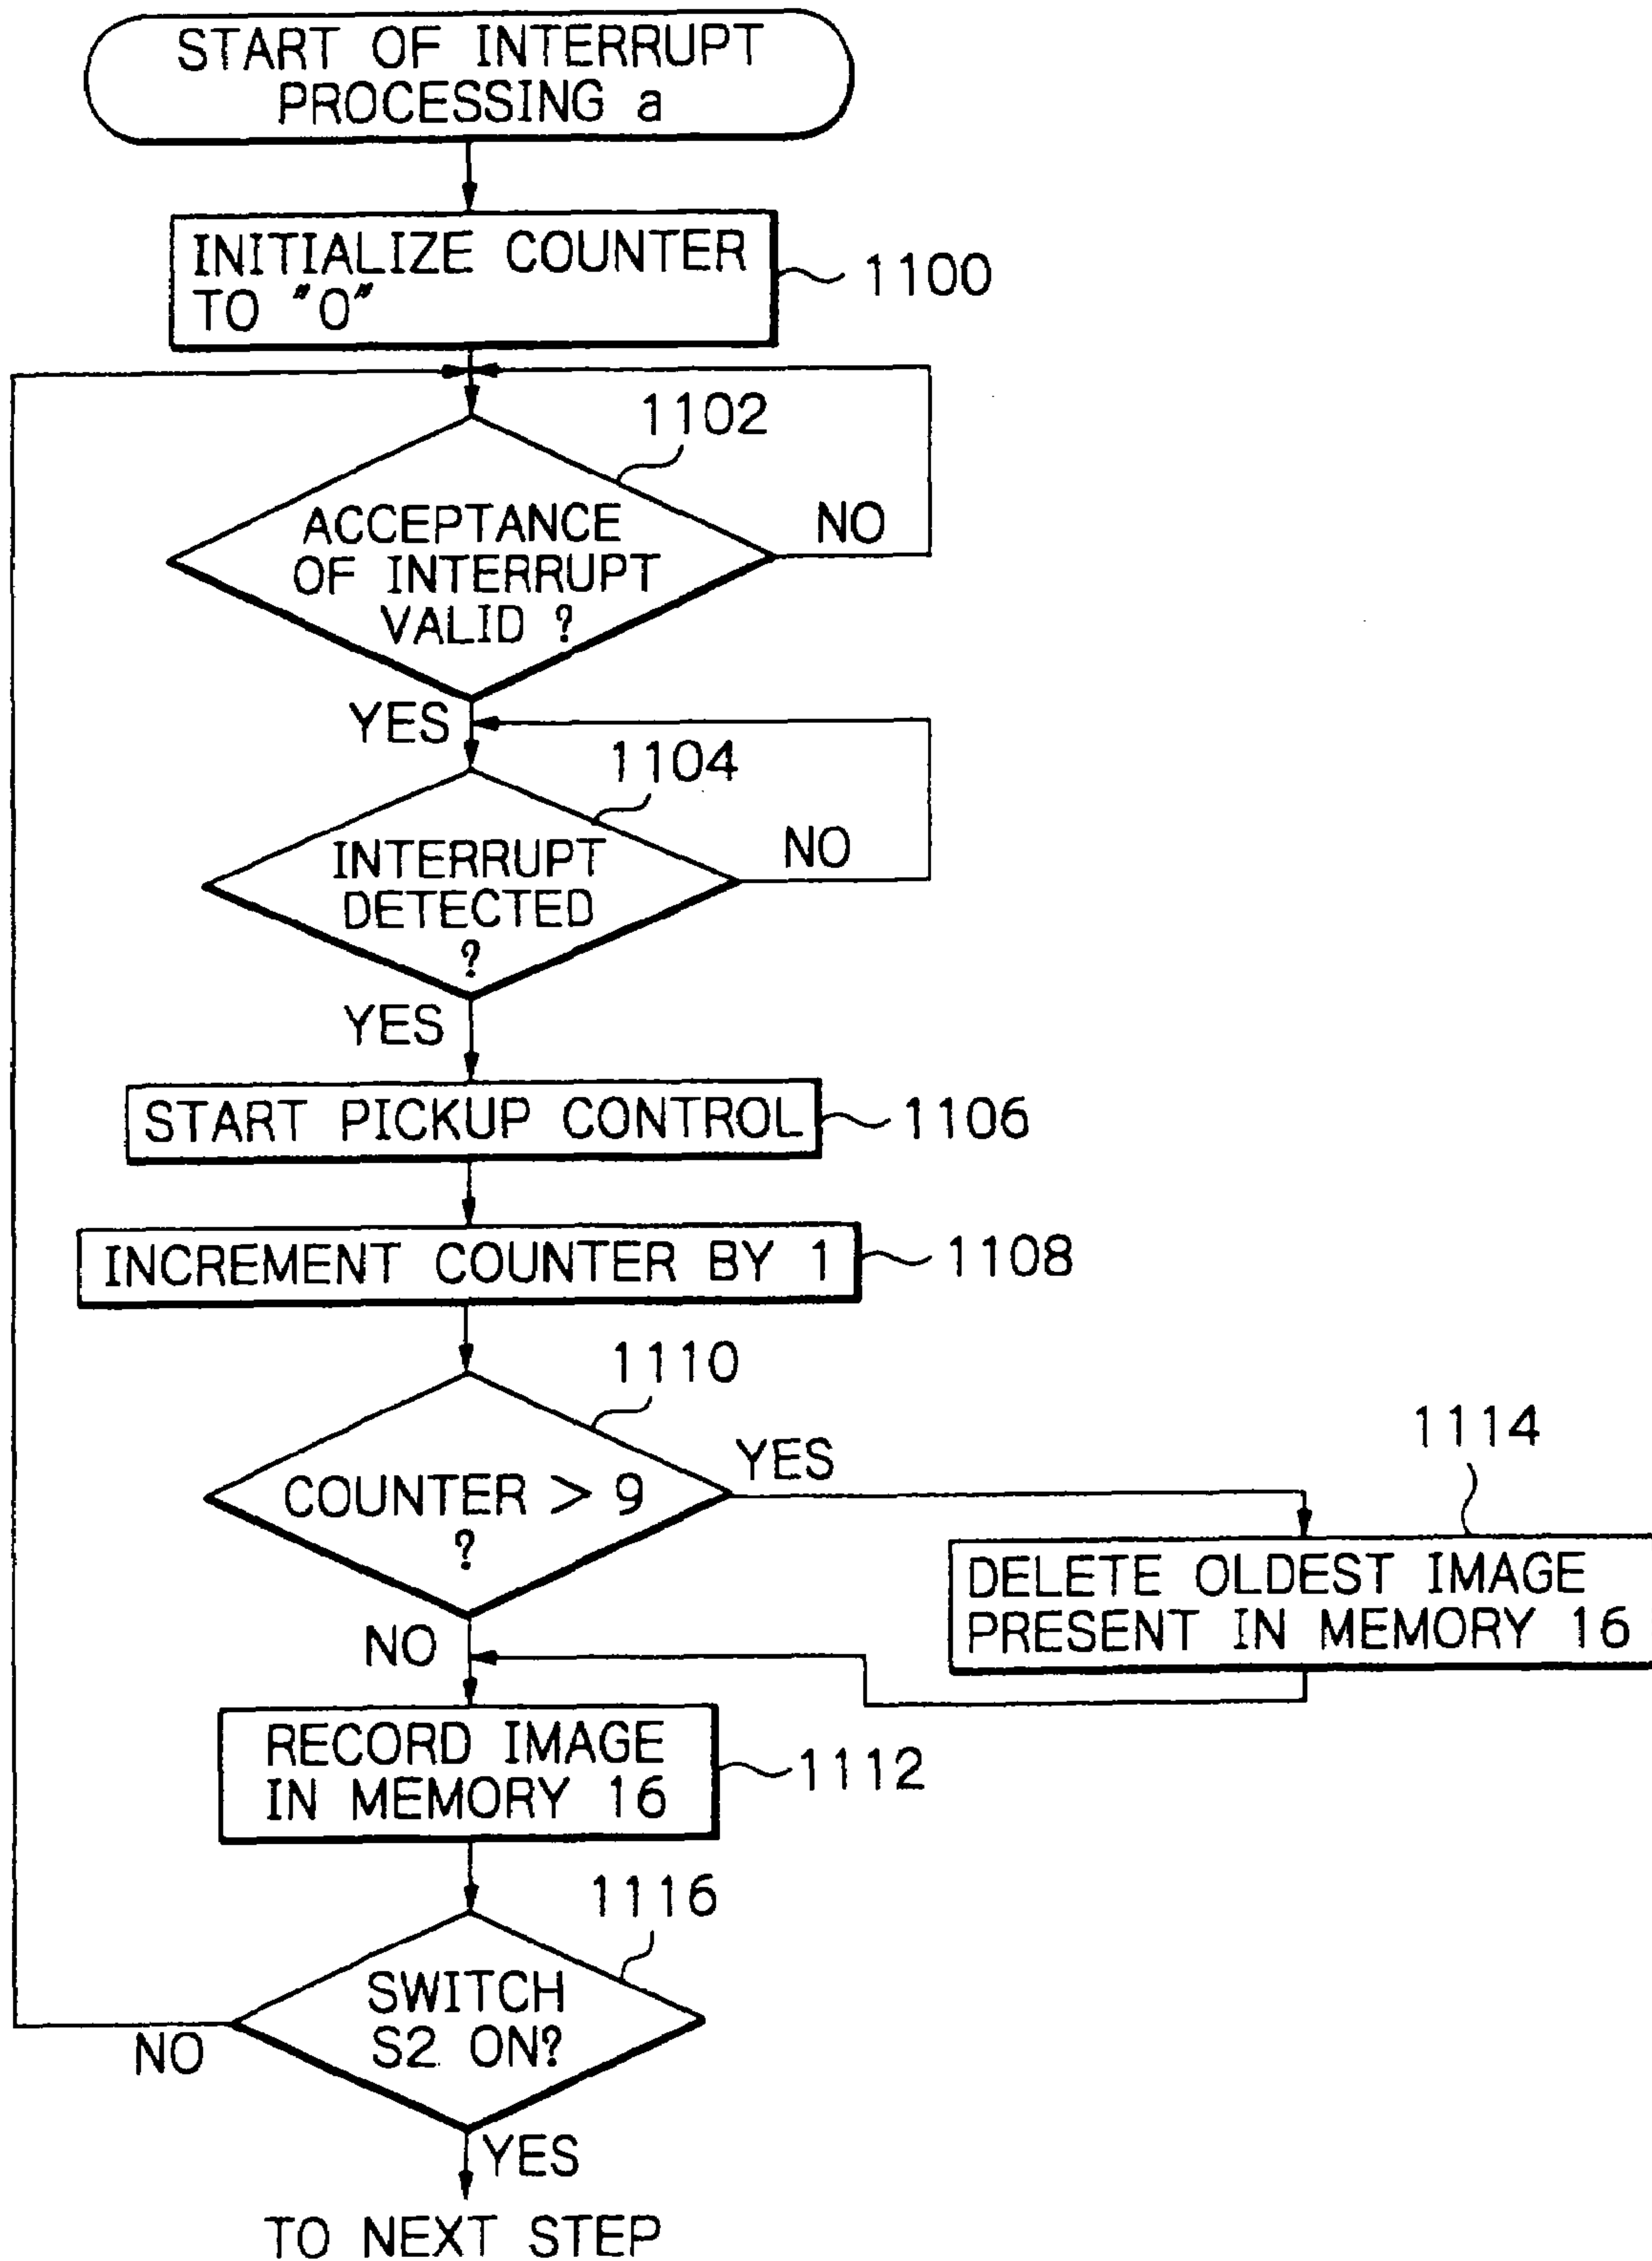 START OF INTERRUPT
PROCESSING a
INITIALIZE COUNTER
TO "0"
1100
1102
ACCEPTANCE
OF INTERRUPT
VALID ?
NO
YES
1104
INTERRUPT
DETECTED
?
NO
YES
START PICKUP CONTROL
1106
INCREMENT COUNTER BY 1
1108
1110
COUNTER > 9
?
YES
1114
DELETE OLDEST IMAGE
PRESENT IN MEMORY 16
NO
RECORD IMAGE
IN MEMORY 16
1112
1116
SWITCH
S2 ON?
NO
YES
TO NEXT STEP